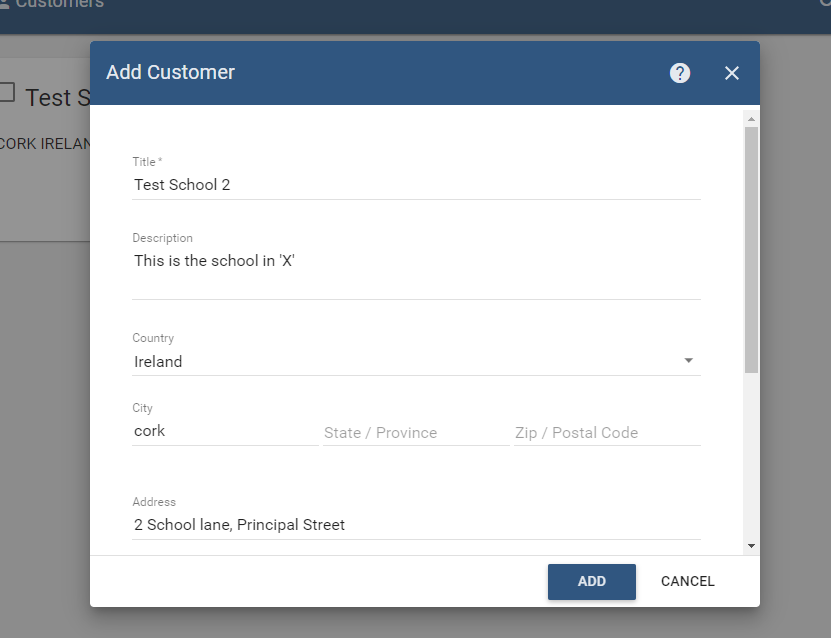 Customers
Add Customer
Test S
CORK IRELAN
Title *
Test School 2
Description
This is the school in 'X'
Country
Ireland
City
cork State / Province Zip / Postal Code
Address
2 School lane, Principal Street
ADD CANCEL